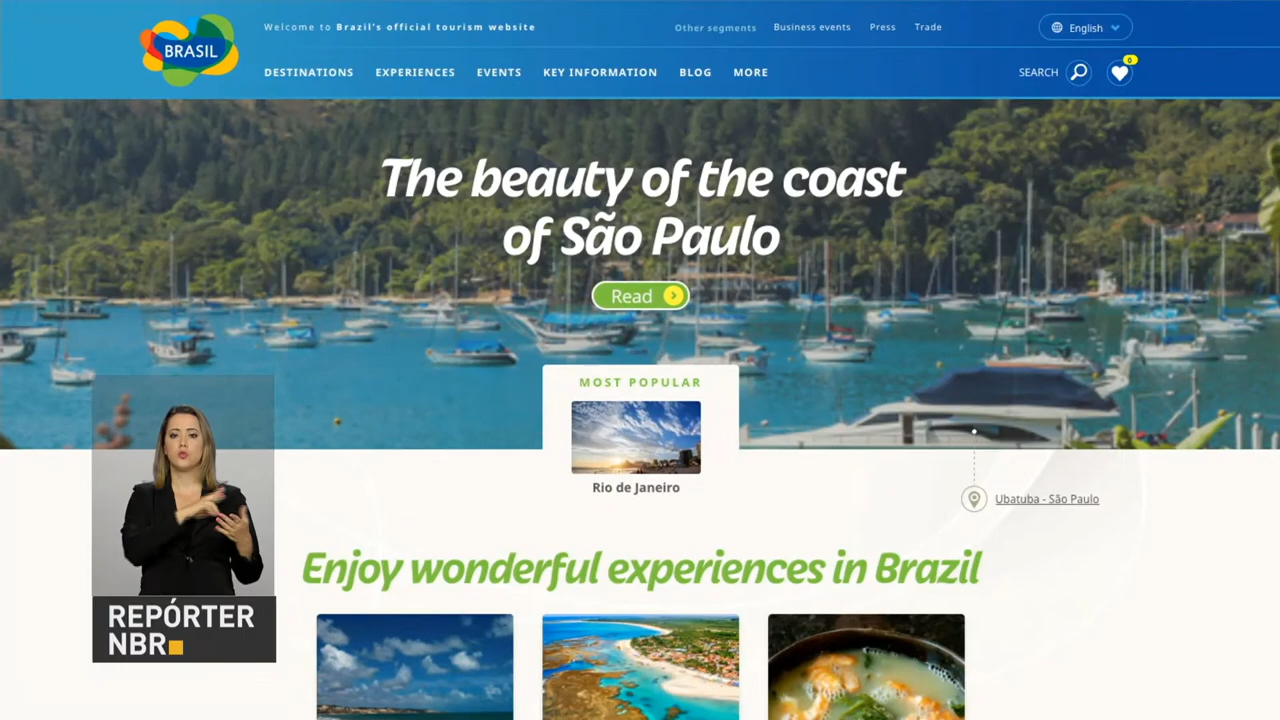 BRASIL
Welcome to Brazil's official tourism website
Other segments
Business events
Press
Trade
English
DESTINATIONS
EXPERIENCES
EVENTS
KEY INFORMATION
BLOG
MORE
SEARCH
0
The beauty of the coast
of São Paulo
Read
MOST POPULAR
Rio de Janeiro
Ubatuba - São Paulo
Enjoy wonderful experiences in Brazil
REPÓRTER
NBR